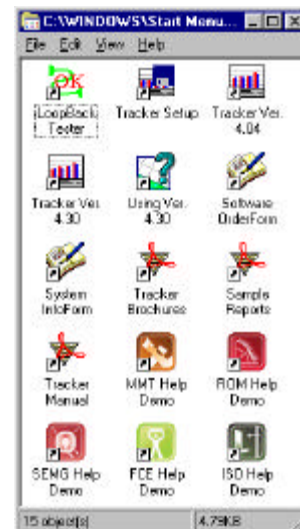 C:\WINDOWS\Start Menu...
File Edit View Help
LoopBack Tester
Tracker Setup
Tracker Ver. 4.04
Tracker Ver. 4.30
Using Ver. 4.30
Software OrderForm
System InfoForm
Tracker Brochures
Sample Reports
Tracker Manual
MMT Help Demo
ROM Help Demo
SEMG Help Demo
FCE Help Demo
ISO Help Demo
15 object(s)
4.79KB